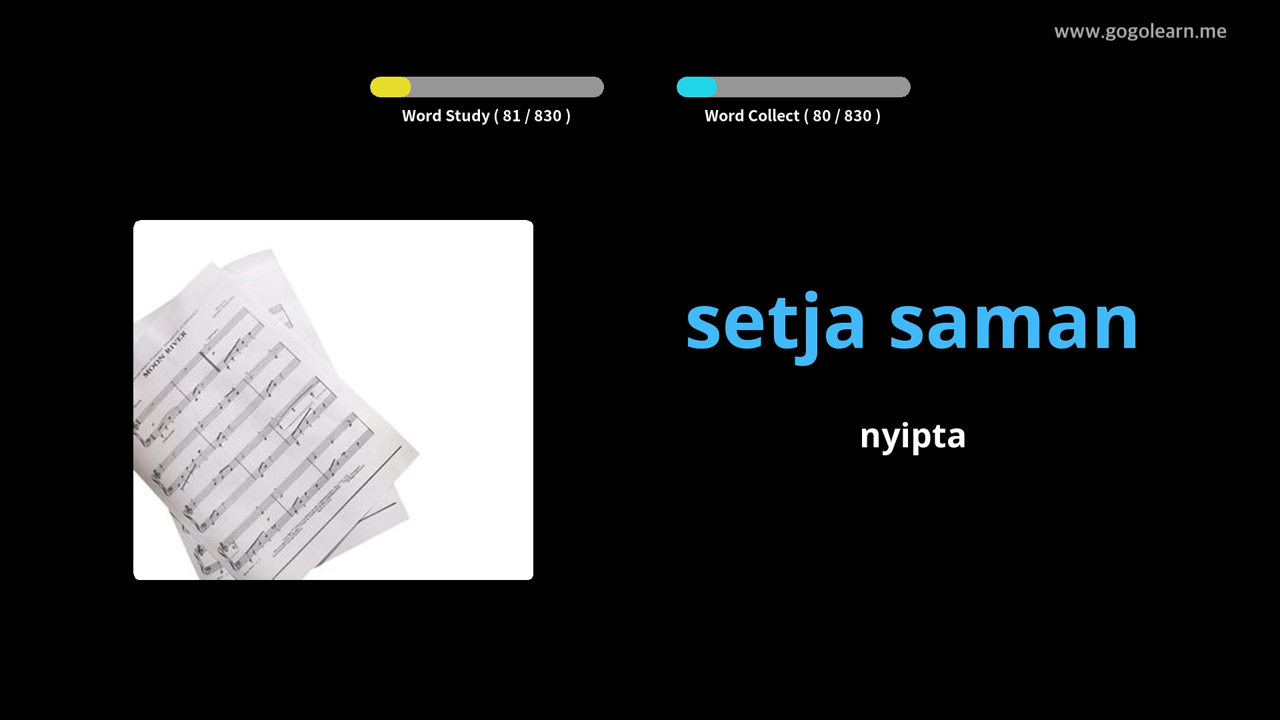 www.gogolearn.me
Word Study ( 81 / 830 )
Word Collect ( 80 / 830 )
MOON RIVER
setja saman
nyipta